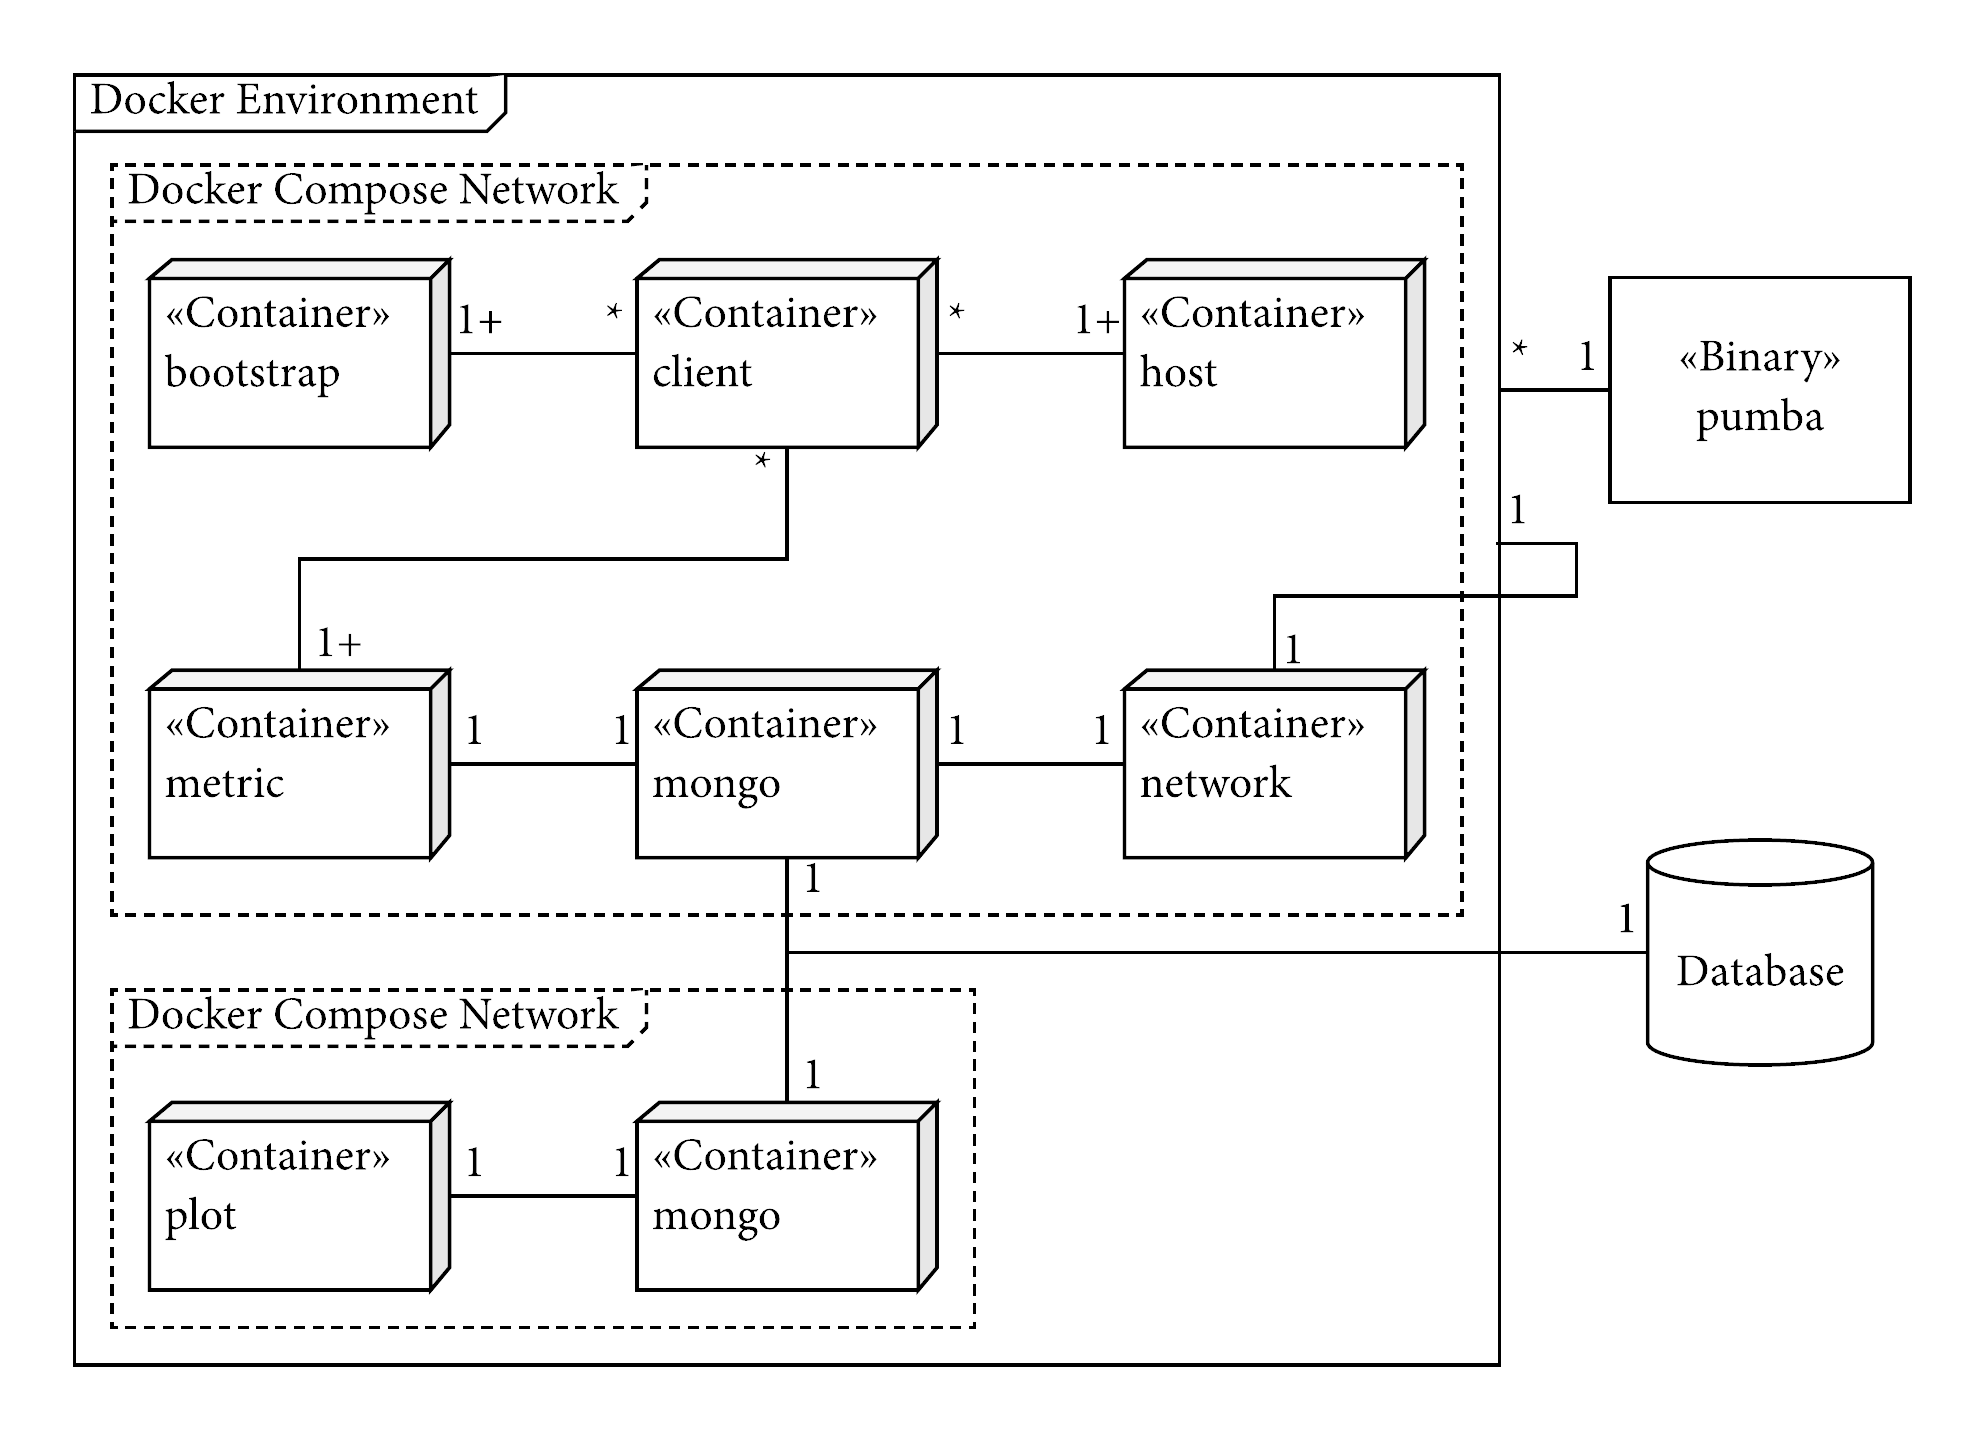 Docker Environment
Docker Compose Network
«Container»
bootstrap
1+
*
«Container»
client
*
1+
«Container»
host
*
1
«Binary»
pumba
*
1
1+
1
«Container»
metric
1
1
«Container»
mongo
1
1
«Container»
network
1
1
Database
Docker Compose Network
1
«Container»
plot
1
1
«Container»
mongo